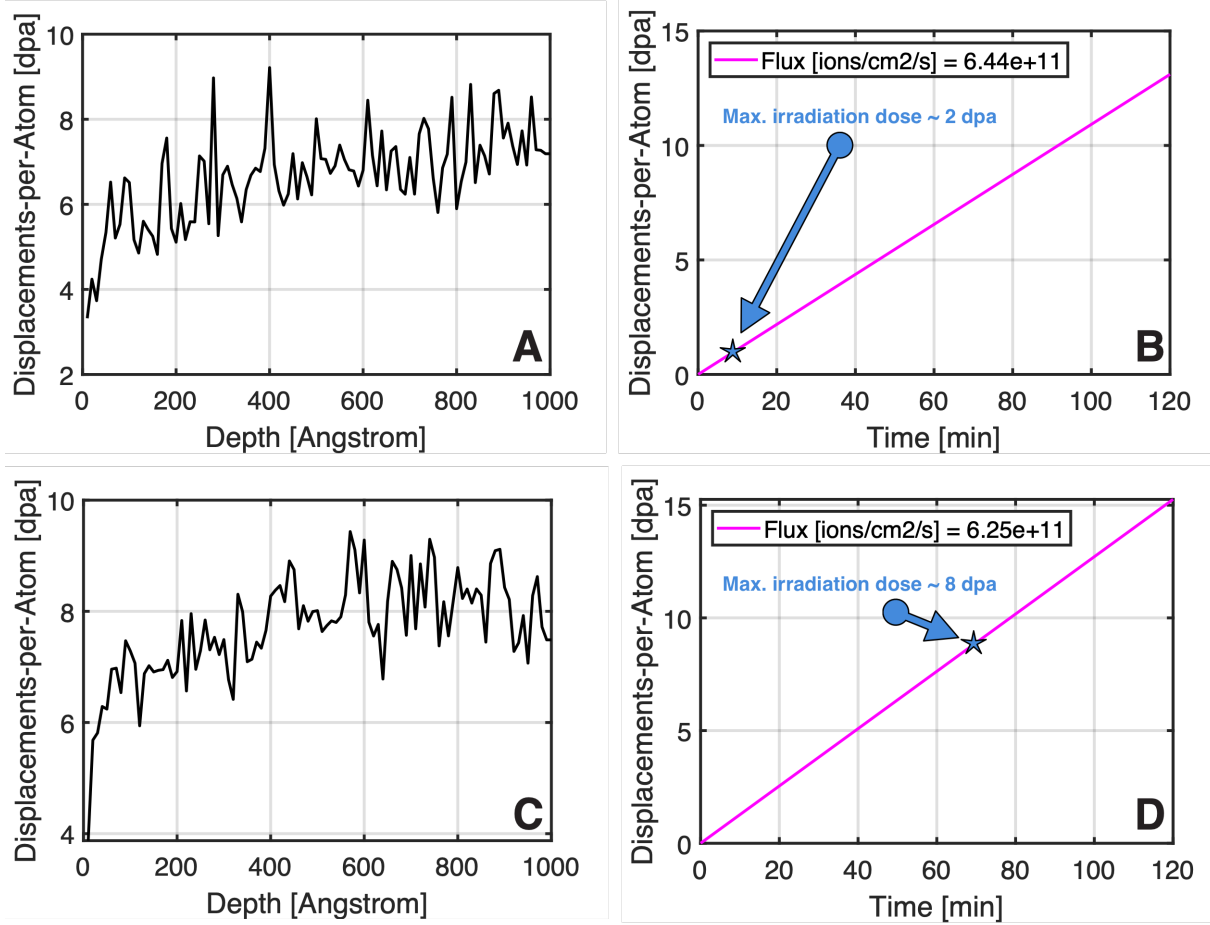 Displacements-per-Atom [dpa]
10
8
6
4
2
0
200
400
600
800
1000
Depth [Angstrom]
A
Displacements-per-Atom [dpa]
15
10
5
0
Flux [ions/cm2/s] = 6.44e+11
Max. irradiation dose ~ 2 dpa
0
20
40
60
80
100
120
Time [min]
B
Displacements-per-Atom [dpa]
10
8
6
4
0
200
400
600
800
1000
Depth [Angstrom]
C
Displacements-per-Atom [dpa]
15
10
5
0
Flux [ions/cm2/s] = 6.25e+11
Max. irradiation dose ~ 8 dpa
0
20
40
60
80
100
120
Time [min]
D